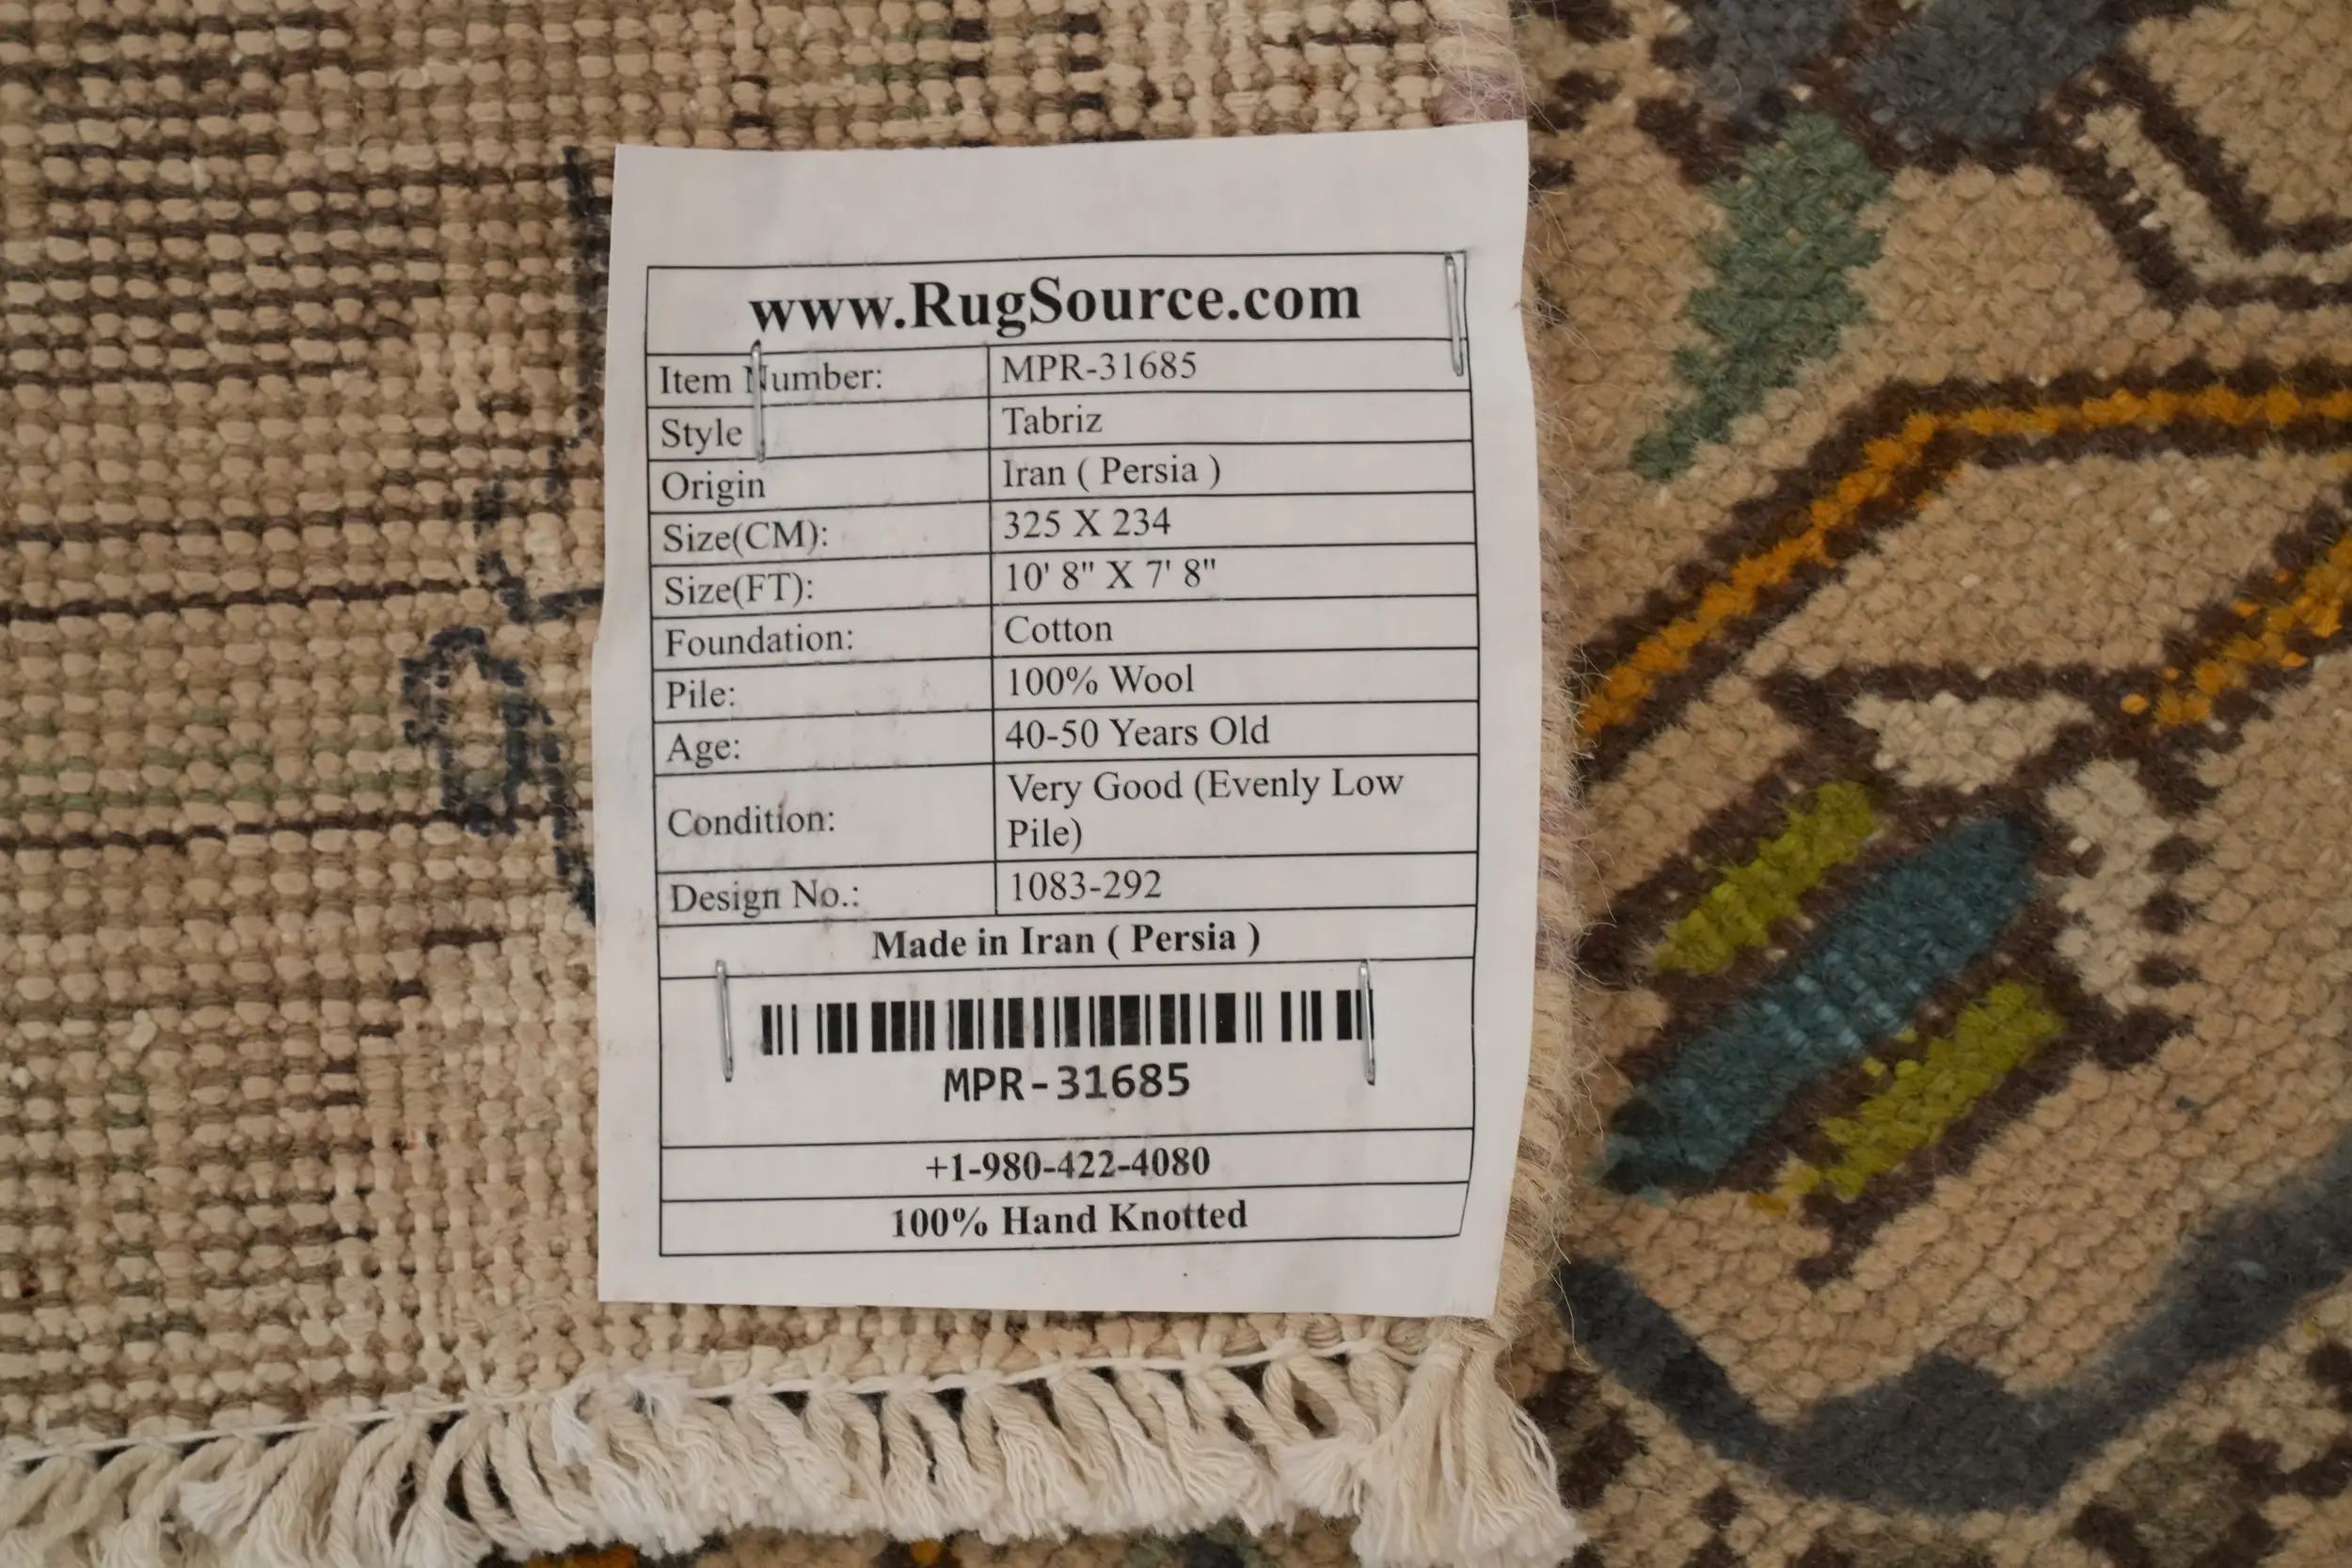 www.RugSource.com
Item Number: MPR-31685
Style Tabriz
Origin Iran ( Persia )
Size(CM): 325 X 234
Size(FT): 10' 8" X 7' 8"
Foundation: Cotton
Pile: 100% Wool
Age: 40-50 Years Old
Condition: Very Good (Evenly Low
Pile)
Design No.: 1083-292
Made in Iran ( Persia )
MPR-31685
+1-980-422-4080
100% Hand Knotted